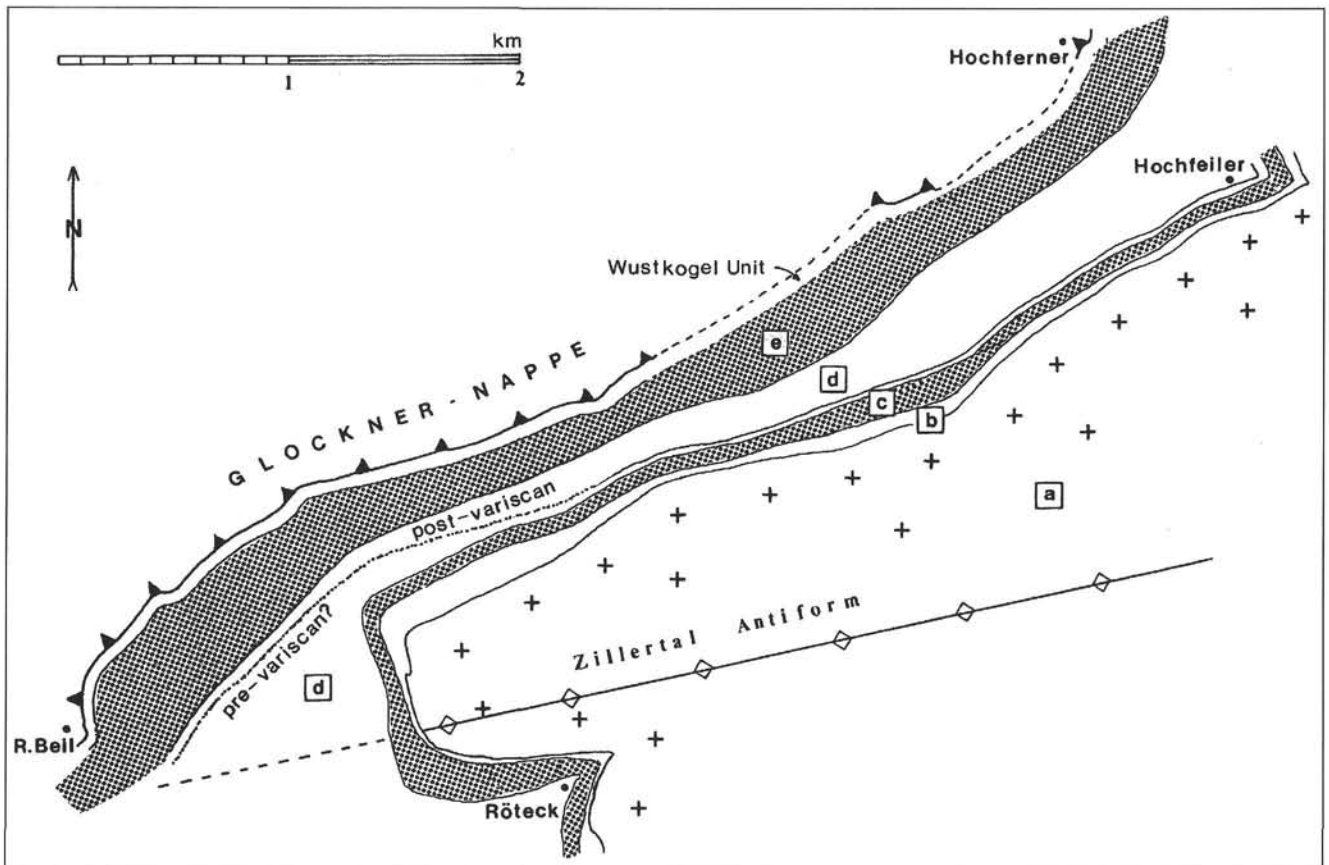 km
1
2
Hochferner
Hochfeiler
N
Wustkogel Unit
GLOCKNER-NAPPE
e
d
c
b
a
post-variscan
pre-variscan?
d
Zillertal Antiform
R.Beil
Röteck